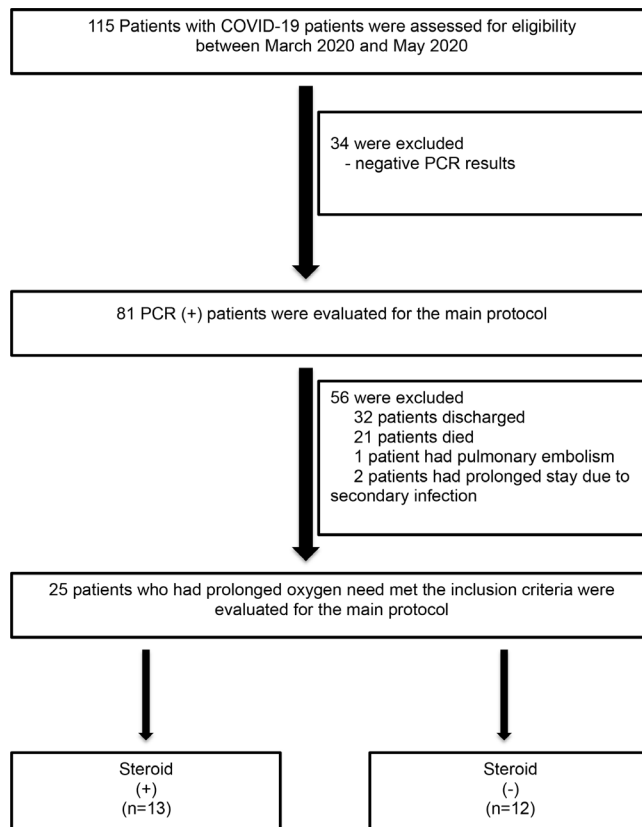 115 Patients with COVID-19 patients were assessed for eligibility
between March 2020 and May 2020
34 were excluded
- negative PCR results
81 PCR (+) patients were evaluated for the main protocol
56 were excluded
32 patients discharged
21 patients died
1 patient had pulmonary embolism
2 patients had prolonged stay due to
secondary infection
25 patients who had prolonged oxygen need met the inclusion criteria were
evaluated for the main protocol
Steroid
(+)
(n=13)
Steroid
(-)
(n=12)